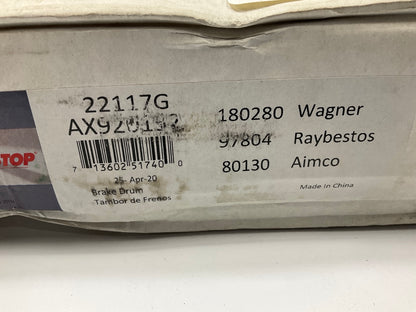 22117G
180280 Wagner
97804 Raybestos
STOP
7 13602 51740 0
80130 Aimco
25- Apr-20
Brake Drum
Made In China
Tambor de Frenos